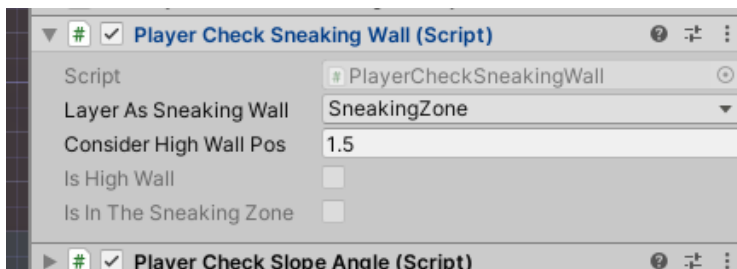 # Player Check Sneaking Wall (Script)
Script # PlayerCheckSneakingWall
Layer As Sneaking Wall SneakingZone
Consider High Wall Pos 1.5
Is High Wall
Is In The Sneaking Zone
# Player Check Slope Angle (Script)